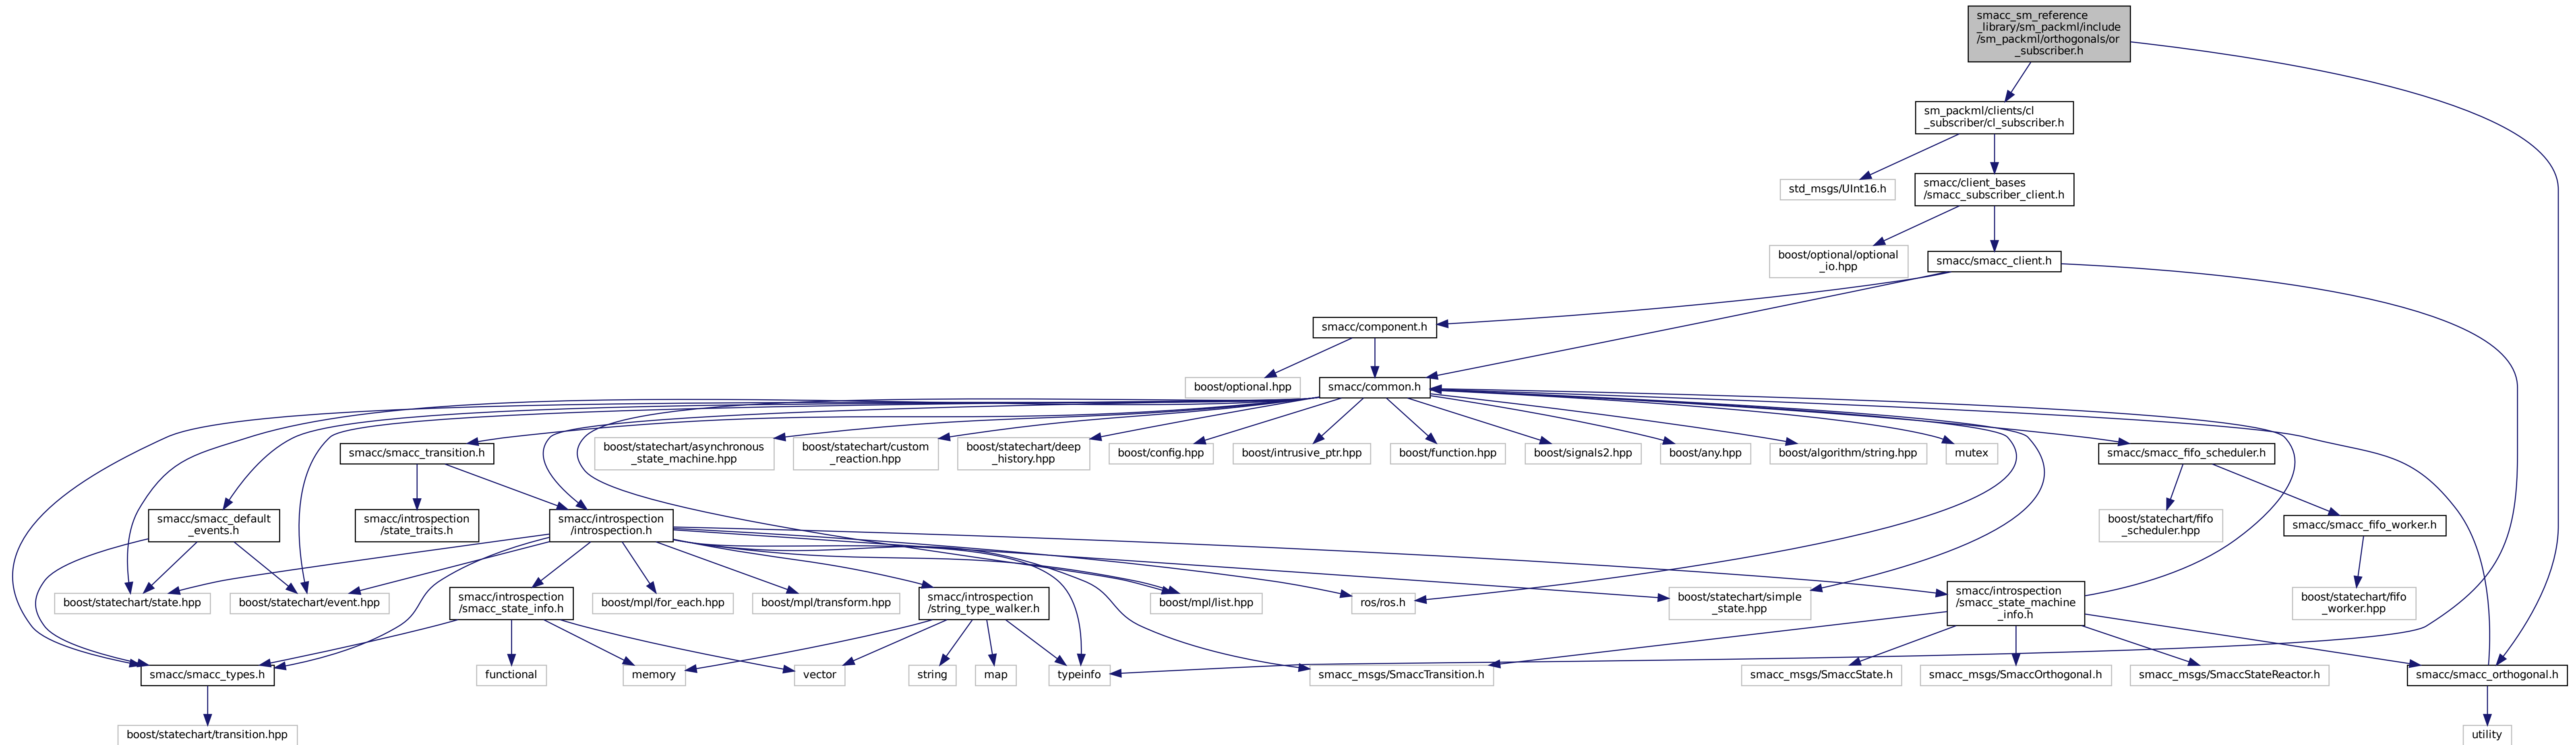 smacc_sm_reference
_library/sm_packml/include
/sm_packml/orthogonals/or
_subscriber.h
sm_packml/clients/cl
_subscriber/cl_subscriber.h
std_msgs/UInt16.h
smacc/client_bases
/smacc_subscriber_client.h
boost/optional/optional
_io.hpp
smacc/smacc_client.h
smacc/component.h
boost/optional.hpp
smacc/common.h
smacc/smacc_transition.h
boost/statechart/asynchronous
_state_machine.hpp
boost/statechart/custom
_reaction.hpp
boost/statechart/deep
_history.hpp
boost/config.hpp
boost/intrusive_ptr.hpp
boost/function.hpp
boost/signals2.hpp
boost/any.hpp
boost/algorithm/string.hpp
mutex
smacc/smacc_fifo_scheduler.h
smacc/smacc_default
_events.h
smacc/introspection
/state_traits.h
smacc/introspection
/introspection.h
boost/statechart/fifo
_scheduler.hpp
smacc/smacc_fifo_worker.h
boost/statechart/state.hpp
boost/statechart/event.hpp
smacc/introspection
/smacc_state_info.h
boost/mpl/for_each.hpp
boost/mpl/transform.hpp
smacc/introspection
/string_type_walker.h
boost/mpl/list.hpp
ros/ros.h
boost/statechart/simple
_state.hpp
smacc/introspection
/smacc_state_machine
_info.h
boost/statechart/fifo
_worker.hpp
smacc/smacc_types.h
functional
memory
vector
string
map
typeinfo
smacc_msgs/SmaccTransition.h
smacc_msgs/SmaccState.h
smacc_msgs/SmaccOrthogonal.h
smacc_msgs/SmaccStateReactor.h
smacc/smacc_orthogonal.h
boost/statechart/transition.hpp
utility